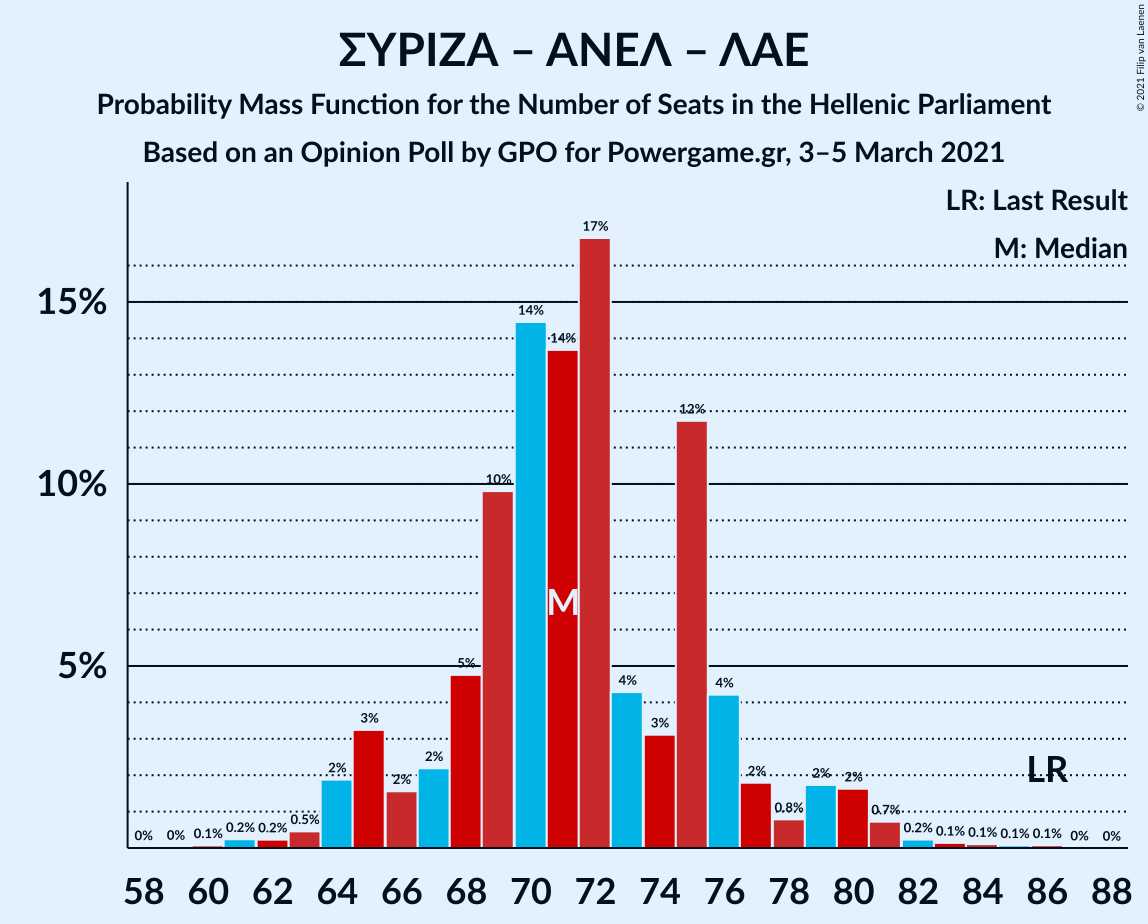 ΣΥΡΙΖΑ – ΑΝΕΛ – ΛΑΕ
Probability Mass Function for the Number of Seats in the Hellenic Parliament
Based on an Opinion Poll by GPO for Powergame.gr, 3–5 March 2021
© 2021 Filip van Laenen
LR: Last Result
M: Median
15%
10%
5%
0% 0% 0.1% 0.2% 0.2% 0.5% 2% 3% 2% 2% 5% 10% 14% 14% 17% 4% 3% 12% 4% 2% 0.8% 2% 2% 0.7% 0.2% 0.1% 0.1% 0.1% 0.1% 0% 0%
M
LR
58 60 62 64 66 68 70 72 74 76 78 80 82 84 86 88